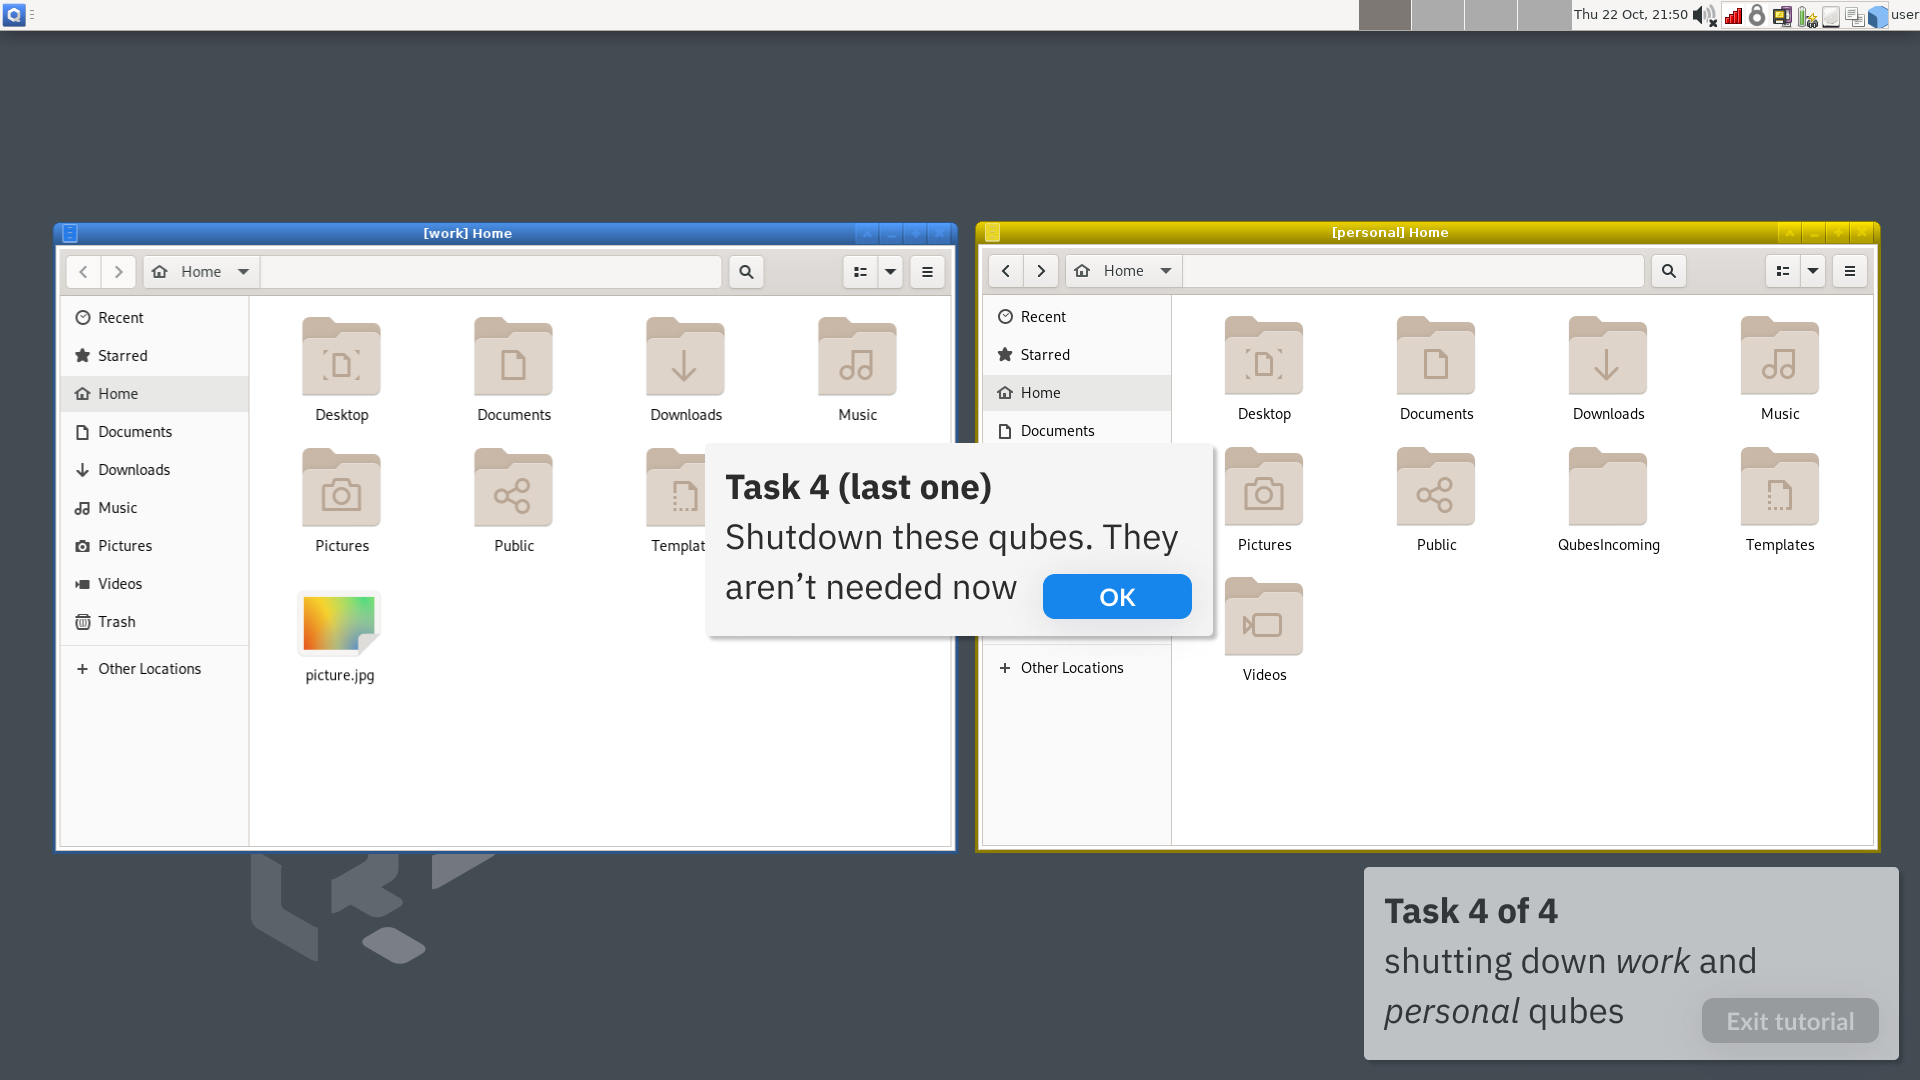 Thu 22 Oct, 21:50
user
[work] Home
Home
Recent
Starred
Home
Documents
Downloads
Music
Pictures
Videos
Trash
Other Locations
Desktop
Documents
Downloads
Music
Pictures
Public
Templat
picture.jpg
[personal] Home
Home
Recent
Starred
Home
Documents
Other Locations
Desktop
Documents
Downloads
Music
Pictures
Public
QubesIncoming
Templates
Videos
Task 4 (last one)
Shutdown these qubes. They
aren’t needed now
OK
Task 4 of 4
shutting down work and
personal qubes
Exit tutorial